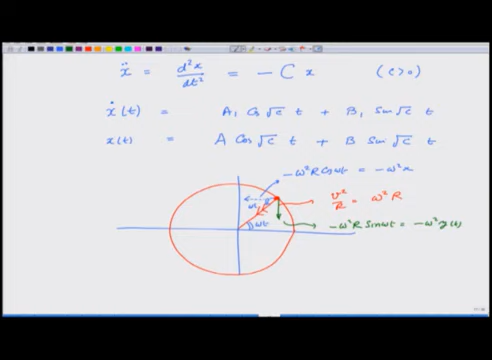 ẍ = d²x/dt² = - C x (C>0)
ẋ(t) = A₁ Cos √c t + B₁ Sin √c t
x(t) = A Cos √c t + B Sin √c t
-ω²R Cos ωt = -ω²x
v²/R = ω²R
ωt
ωt
-ω²R Sin ωt = -ω²y(t)